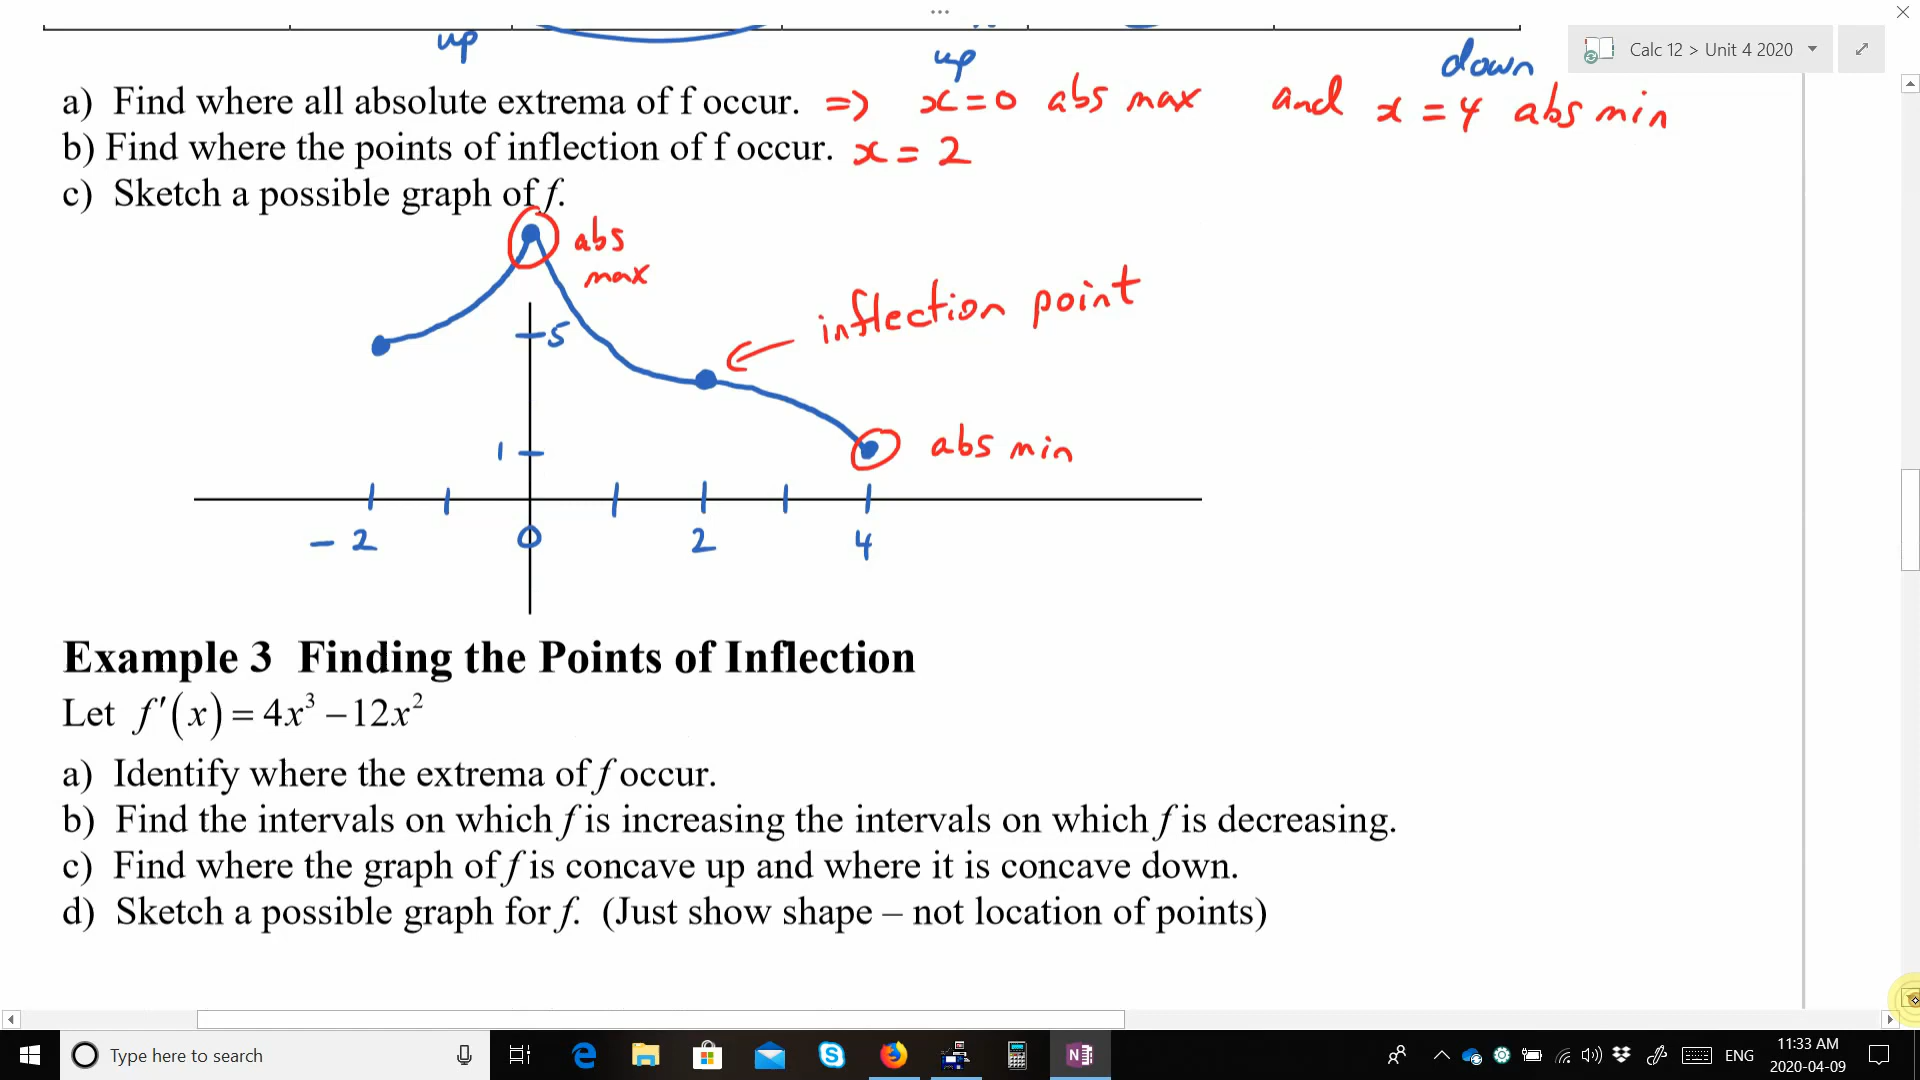 up
up
down
Calc 12 > Unit 4 2020
a) Find where all absolute extrema of f occur. => x = 0 abs max and x = 4 abs min
b) Find where the points of inflection of f occur. x = 2
c) Sketch a possible graph of f.
abs
max
inflection point
5
abs min
1
-2 0 2 4
Example 3 Finding the Points of Inflection
Let f′(x) = 4x³ – 12x²
a) Identify where the extrema of f occur.
b) Find the intervals on which f is increasing the intervals on which f is decreasing.
c) Find where the graph of f is concave up and where it is concave down.
d) Sketch a possible graph for f. (Just show shape – not location of points)
Type here to search
N
ENG
11:33 AM
2020-04-09